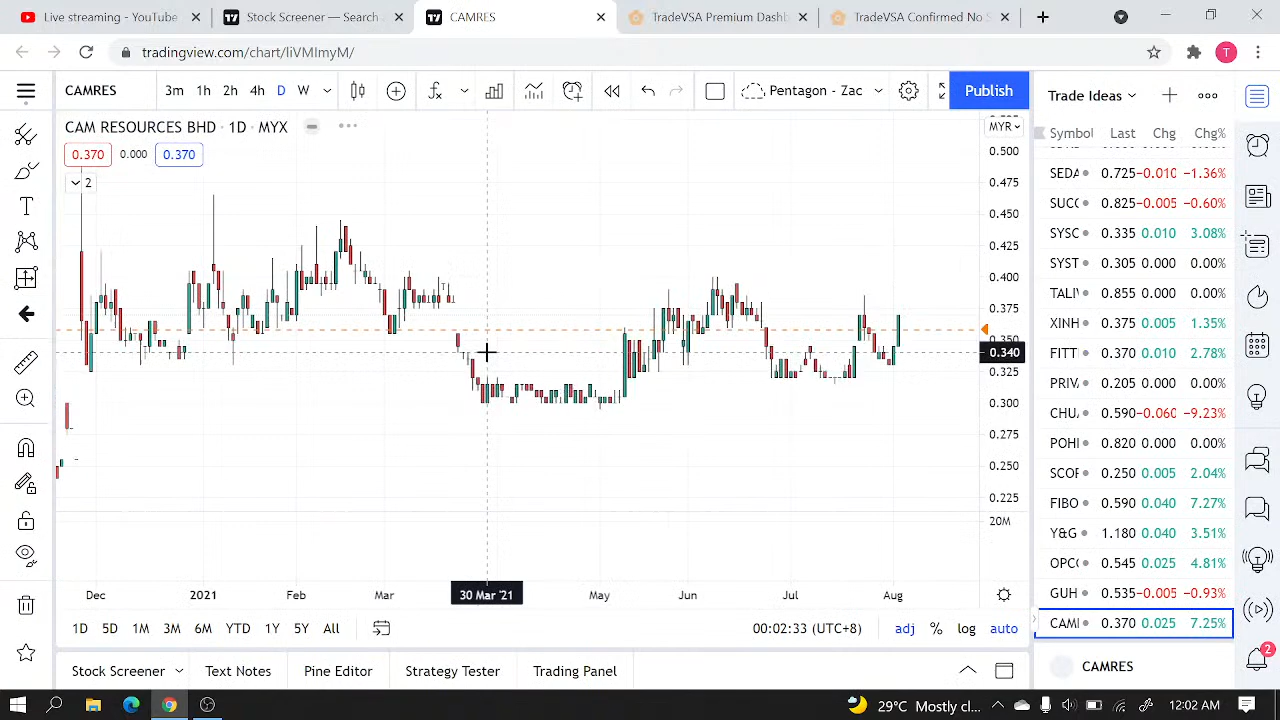 Live streaming - YouTube
Stock Screener — Search
CAMRES
TradeVSA Premium Dashb
TradeVSA Confirmed No S
tradingview.com/chart/liVMImyM/
T
CAMRES
3m 1h 2h 4h D W
Pentagon - Zac
Publish
Trade Ideas
CAM RESOURCES BHD · 1D · MYX
MYR
Symbol Last Chg Chg%
0.370 0.000 0.370
2
0.500
0.475
0.450
0.425
0.400
0.375
0.350
0.340
0.325
0.300
0.275
0.250
0.225
20M
SEDA 0.725 −0.010 −1.36%
SUCC 0.825 −0.005 −0.60%
SYSC 0.335 0.010 3.08%
SYST 0.305 0.000 0.00%
TALIV 0.855 0.000 0.00%
XINH 0.375 0.005 1.35%
FITT 0.370 0.010 2.78%
PRIV 0.205 0.000 0.00%
CHUA 0.590 −0.060 −9.23%
POHI 0.820 0.000 0.00%
SCOF 0.250 0.005 2.04%
FIBO 0.590 0.040 7.27%
Y&G 1.180 0.040 3.51%
OPCO 0.545 0.025 4.81%
GUH 0.535 −0.005 −0.93%
CAMI 0.370 0.025 7.25%
Dec 2021 Feb Mar 30 Mar '21 May Jun Jul Aug
1D 5D 1M 3M 6M YTD 1Y 5Y All
00:02:33 (UTC+8) adj % log auto
Stock Screener Text Notes Pine Editor Strategy Tester Trading Panel
CAMRES
2
29°C Mostly cl...
12:02 AM